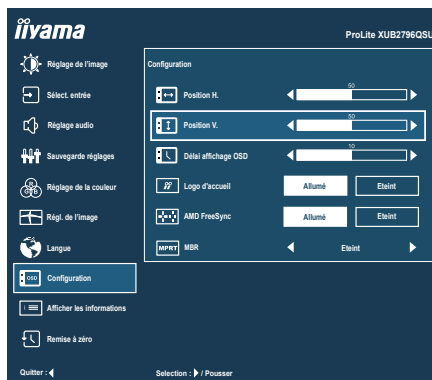 iiyama
ProLite XUB2796QSU
Réglage de l'image
Sélect. entrée
Réglage audio
Sauvegarde réglages
R
G B
Réglage de la couleur
Régl. de l'image
Langue
OSD Configuration
i Afficher les informations
Remise à zéro
Configuration
Position H.
50
Position V.
50
Délai affichage OSD
10
Logo d'accueil
Allumé
Eteint
AMD FreeSync
Allumé
Eteint
MPRT MBR
Eteint
Quitter :
Selection : / Pousser